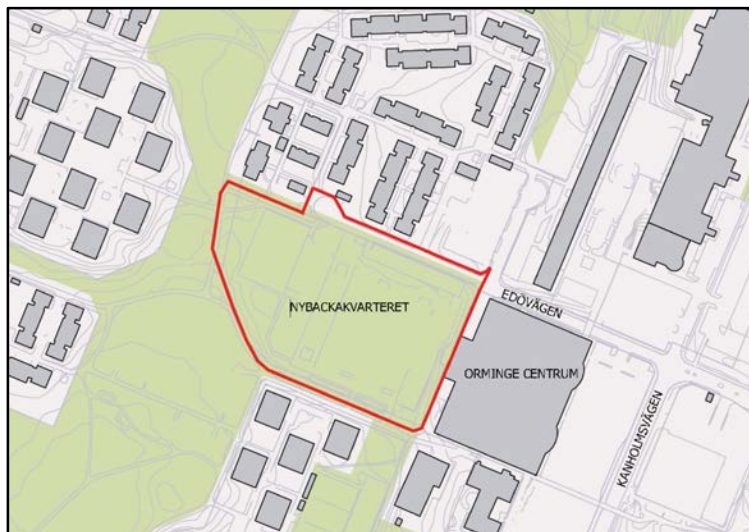 EDÖVÄGEN
NYBACKAKVARTERET
ORMINGE CENTRUM
KANHOLMSVÄGEN